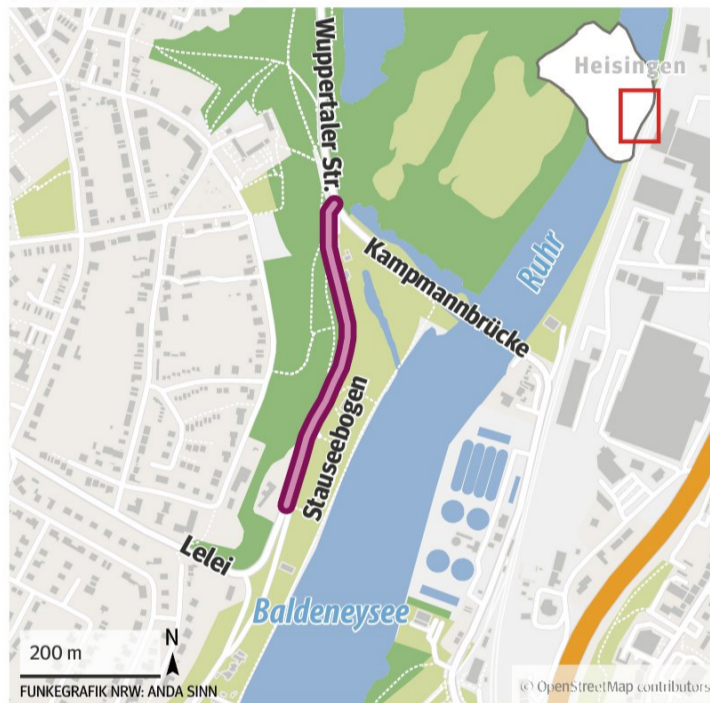 Heisingen
Wuppertaler Str.
Kampmannbrücke
Ruhr
Stauseebogen
Lelei
Baldeneysee
200 m
N
FUNKEGRAFIK NRW: ANDA SINN
© OpenStreetMap contributors